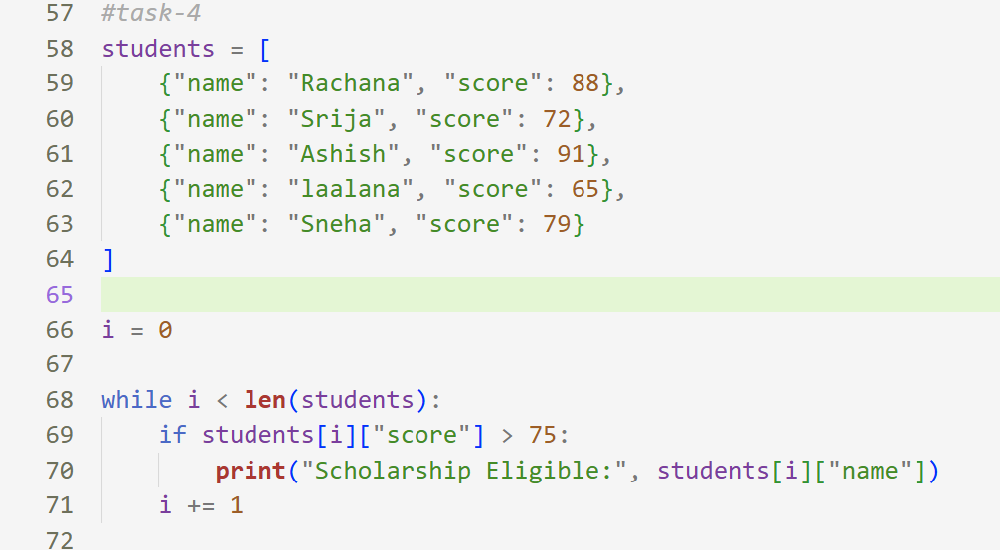 57 #task-4
58 students = [
59     {"name": "Rachana", "score": 88},
60     {"name": "Srija", "score": 72},
61     {"name": "Ashish", "score": 91},
62     {"name": "laalana", "score": 65},
63     {"name": "Sneha", "score": 79}
64 ]
65
66 i = 0
67
68 while i < len(students):
69     if students[i]["score"] > 75:
70         print("Scholarship Eligible:", students[i]["name"])
71     i += 1
72